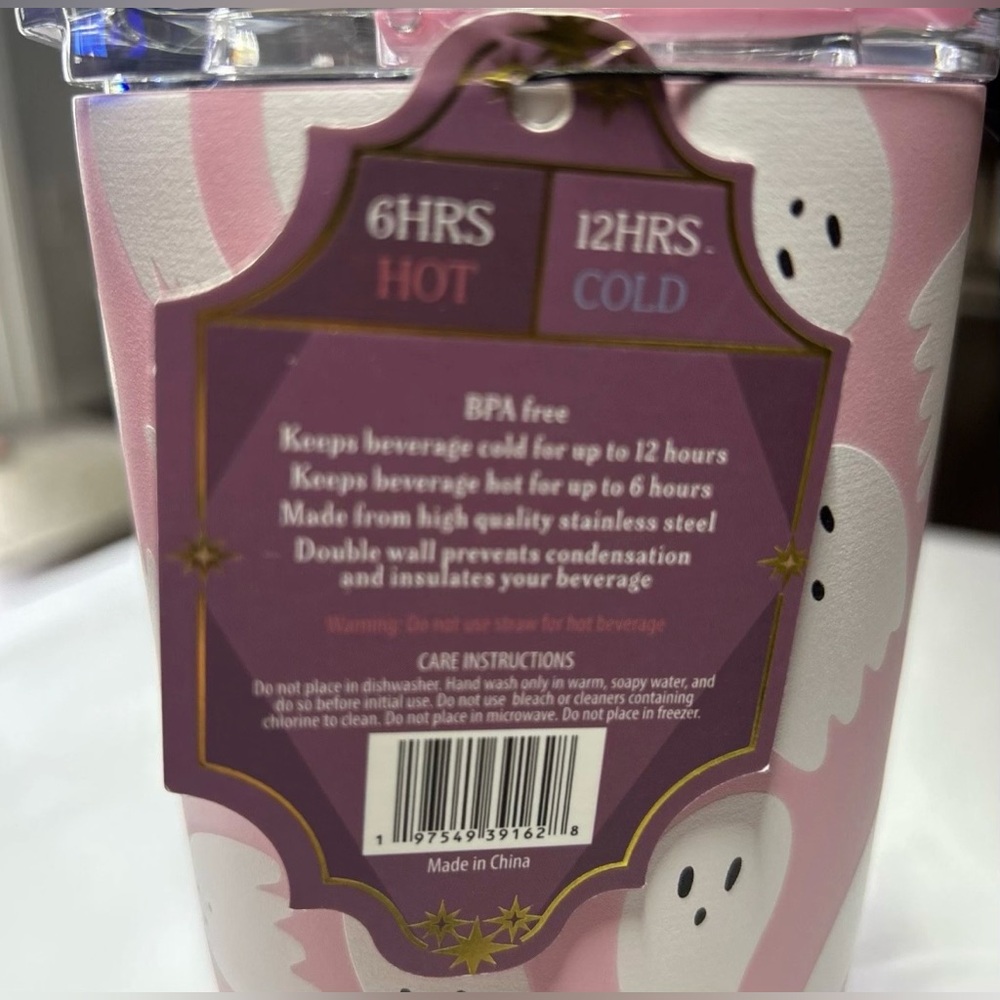 6HRS
HOT
12HRS
COLD
BPA free
Keeps beverage cold for up to 12 hours
Keeps beverage hot for up to 6 hours
Made from high quality stainless steel
Double wall prevents condensation
and insulates your beverage
Warning: Do not use straw for hot beverage
CARE INSTRUCTIONS
Do not place in dishwasher. Hand wash only in warm, soapy water, and
do so before initial use. Do not use bleach or cleaners containing
chlorine to clean. Do not place in microwave. Do not place in freezer.
1 97549 39162 8
Made in China